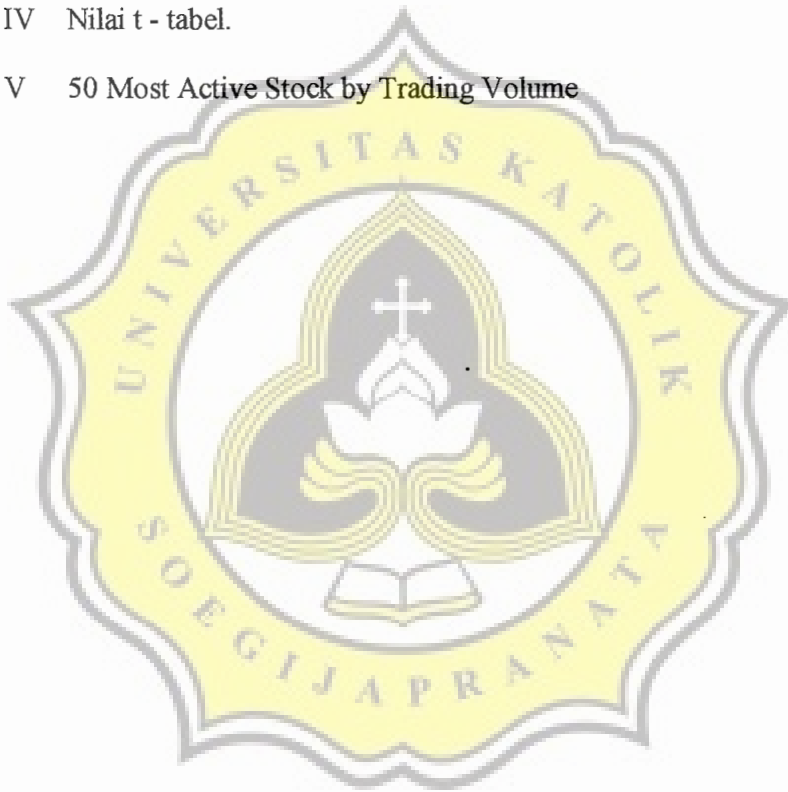 IV Nilai t - tabel.
V 50 Most Active Stock by Trading Volume
UNIVERSITAS KATOLIK
SOEGIJAPRANATA